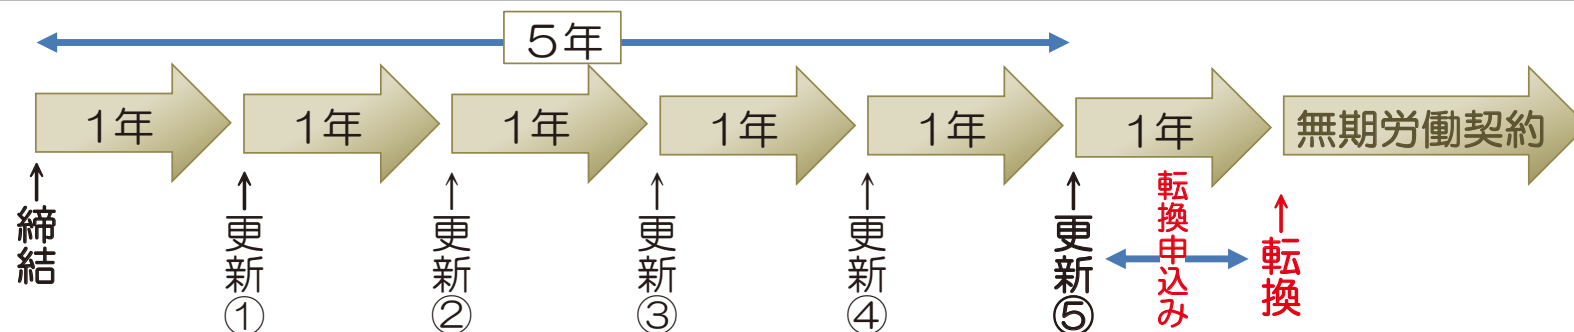 ５年
１年
１年
１年
１年
１年
１年
無期労働契約
締結
更新①
更新②
更新③
更新④
更新⑤
転換申込み
転換